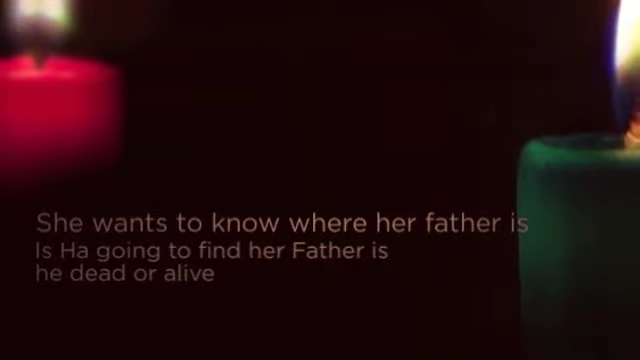 She wants to know where her father is
Is Ha going to find her Father is
he dead or alive